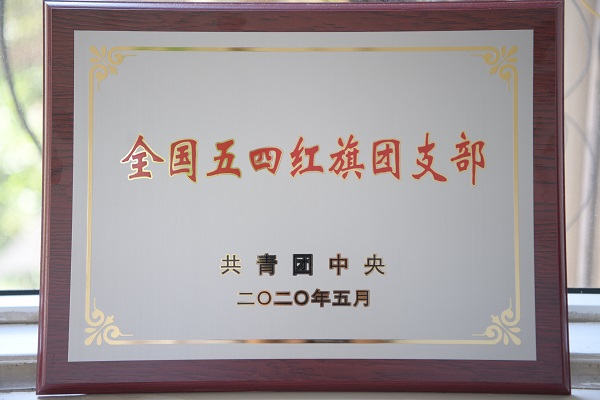 全国五四红旗团支部
共青团中央
二〇二〇年五月